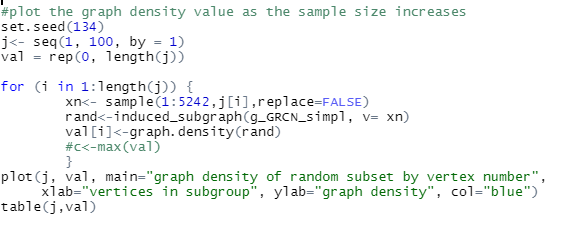 #plot the graph density value as the sample size increases
set.seed(134)
j<- seq(1, 100, by = 1)
val = rep(0, length(j))
for (i in 1:length(j)) {
xn<- sample(1:5242,j[i],replace=FALSE)
rand<-induced_subgraph(g_GRCN_simpl, v= xn)
val[i]<-graph.density(rand)
#c<-max(val)
}
plot(j, val, main="graph density of random subset by vertex number",
xlab="vertices in subgroup", ylab="graph density", col="blue")
table(j,val)